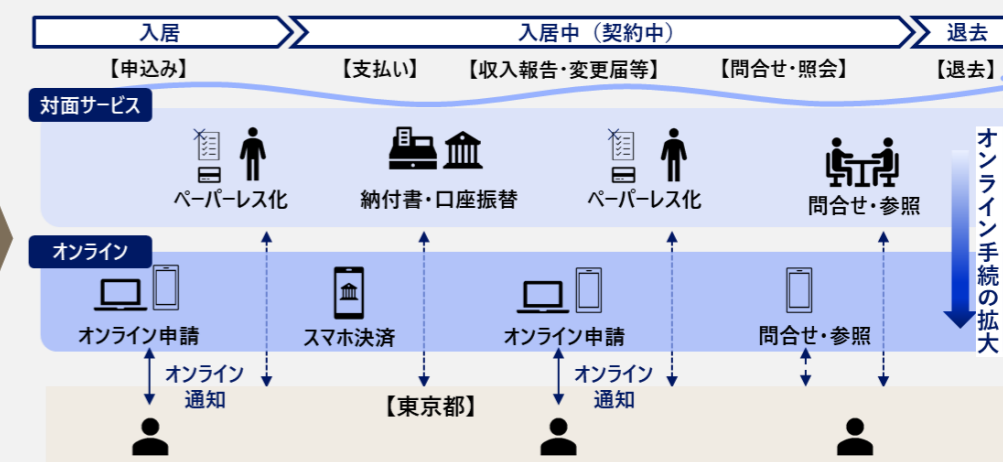 入居
入居中（契約中）
退去
【申込み】
【支払い】
【収入報告・変更届等】
【問合せ・照会】
【退去】
対面サービス
ペーパーレス化
納付書・口座振替
ペーパーレス化
問合せ・参照
オンライン手続の拡大
オンライン
オンライン申請
スマホ決済
オンライン申請
問合せ・参照
オンライン
通知
オンライン
通知
【東京都】